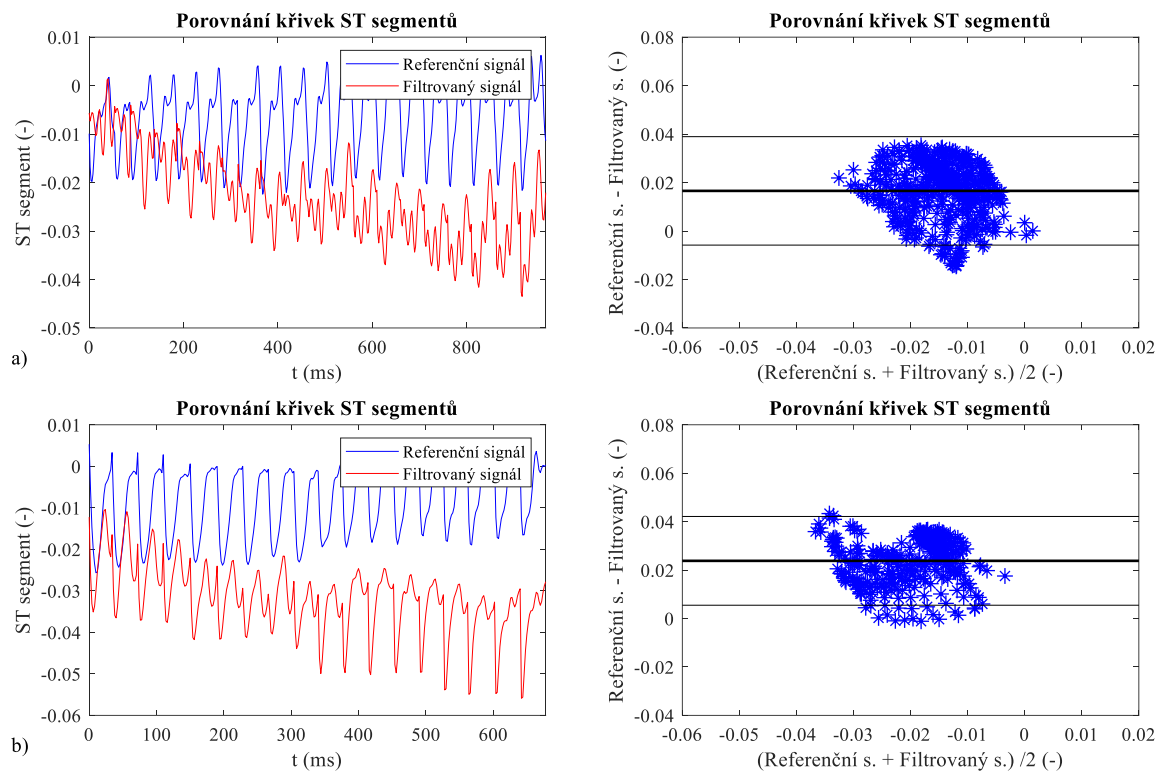 Porovnání křivek ST segmentů
0.01
0
-0.01
-0.02
-0.03
-0.04
-0.05
ST segment (-)
Referenční signál
Filtrovaný signál
0 200 400 600 800
t (ms)
a)
Porovnání křivek ST segmentů
0.08
0.06
0.04
0.02
0
-0.02
-0.04
Referenční s. - Filtrovaný s. (-)
-0.06 -0.05 -0.04 -0.03 -0.02 -0.01 0 0.01 0.02
(Referenční s. + Filtrovaný s.) /2 (-)
Porovnání křivek ST segmentů
0.01
0
-0.01
-0.02
-0.03
-0.04
-0.05
-0.06
ST segment (-)
Referenční signál
Filtrovaný signál
0 100 200 300 400 500 600
t (ms)
b)
Porovnání křivek ST segmentů
0.08
0.06
0.04
0.02
0
-0.02
-0.04
Referenční s. - Filtrovaný s. (-)
-0.06 -0.05 -0.04 -0.03 -0.02 -0.01 0 0.01 0.02
(Referenční s. + Filtrovaný s.) /2 (-)